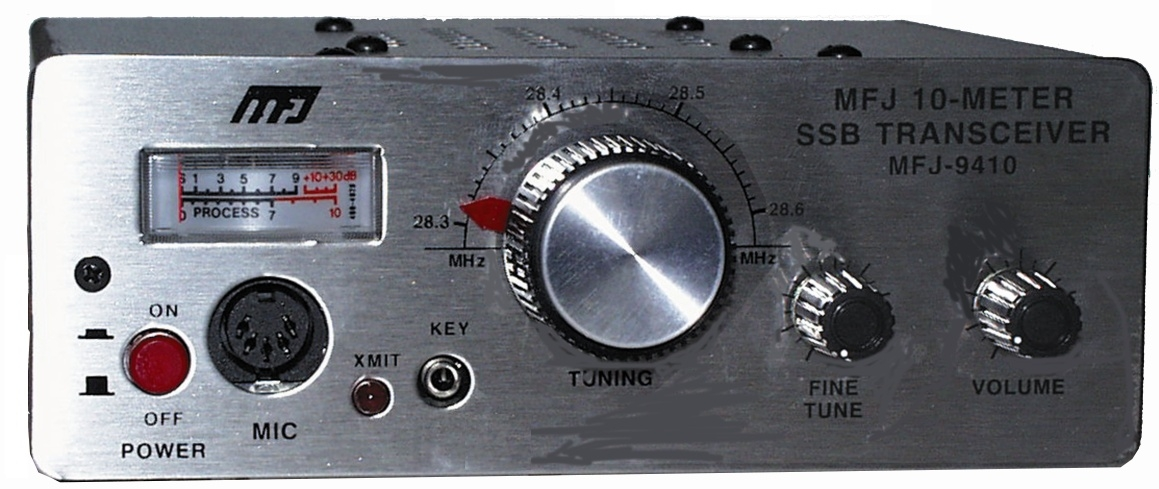 MFJ
28.4
28.5
MFJ 10-METER
SSB TRANSCEIVER
MFJ-9410
1 3 5 7 9 +10+30dB
0 PROCESS 7 10
28.3
28.6
MHz
MHz
ON
KEY
XMIT
TUNING
FINE
TUNE
VOLUME
OFF
MIC
POWER